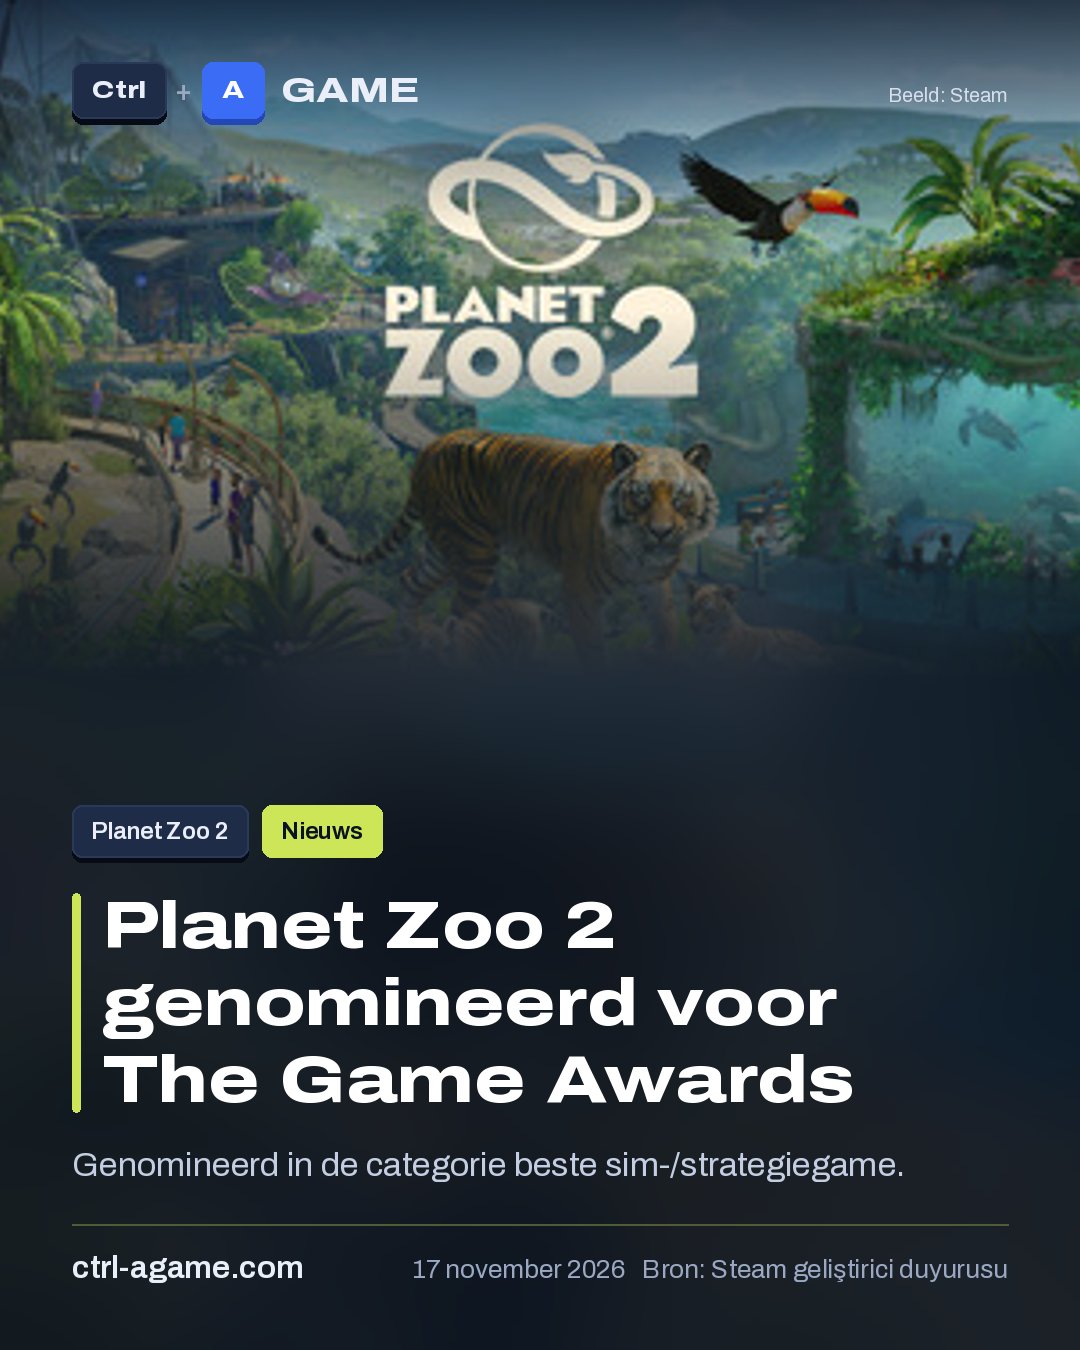 Ctrl + A GAME
Beeld: Steam
PLANET
ZOO 2
Planet Zoo 2
Nieuws
Planet Zoo 2
genomineerd voor
The Game Awards
Genomineerd in de categorie beste sim-/strategiegame.
ctrl-agame.com
17 november 2026 Bron: Steam geliştirici duyurusu